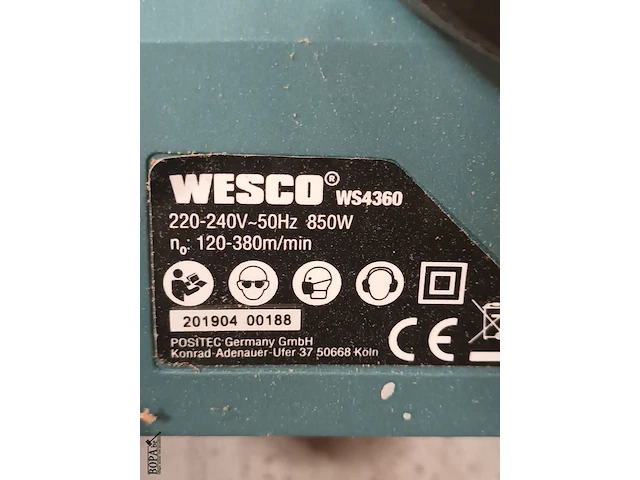 WESCO® WS4360
220-240V~50Hz 850W
n₀: 120-380m/min
201904 00188
POSITEC Germany GmbH
Konrad-Adenauer-Ufer 37 50668 Köln
CE
BOPA